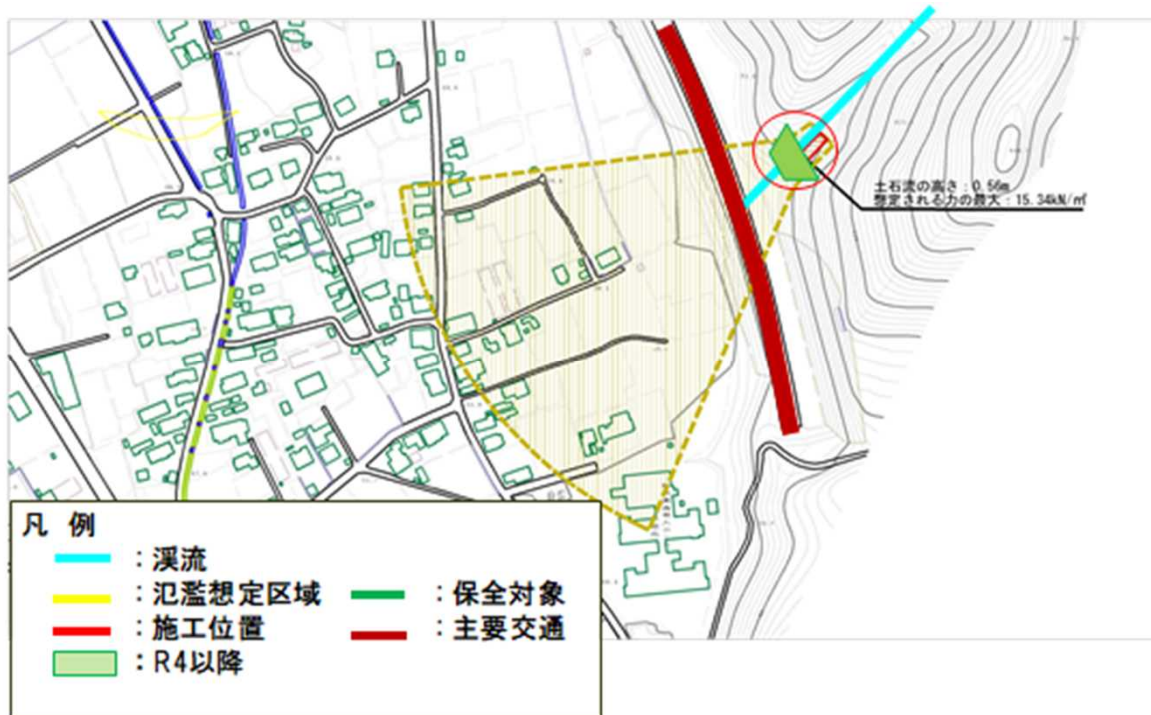 土石流の高さ：0.56m
想定される力の最大：15.34kN/㎡
凡 例
：渓流
：氾濫想定区域
：保全対象
：施工位置
：主要交通
：R4以降